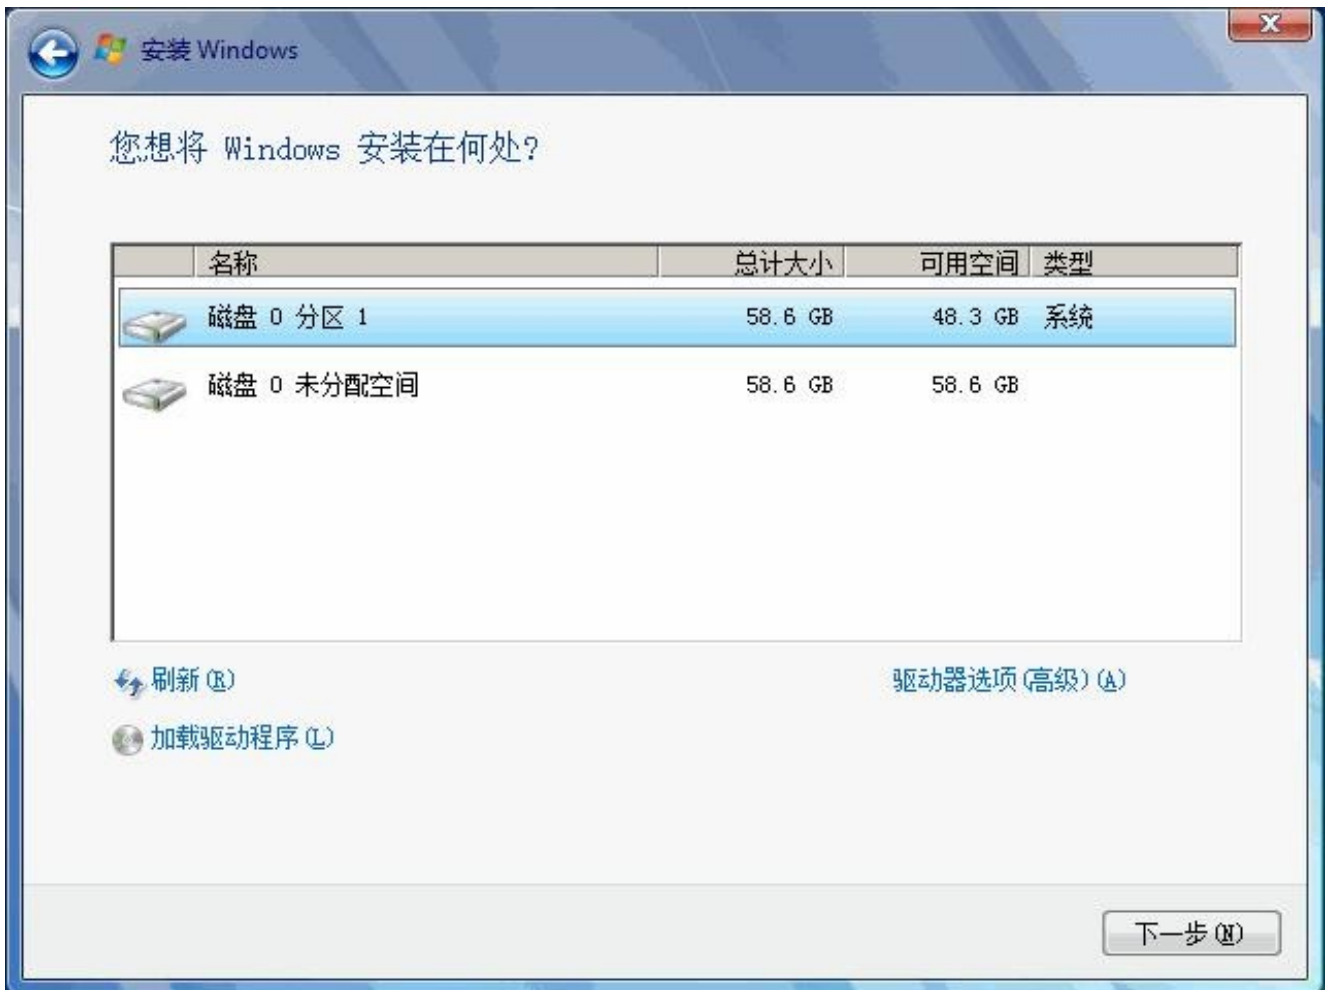 安装 Windows
您想将 Windows 安装在何处?
名称 总计大小 可用空间 类型
磁盘 0 分区 1 58.6 GB 48.3 GB 系统
磁盘 0 未分配空间 58.6 GB 58.6 GB
刷新(R) 驱动器选项(高级)(A)
加载驱动程序(L)
下一步(N)